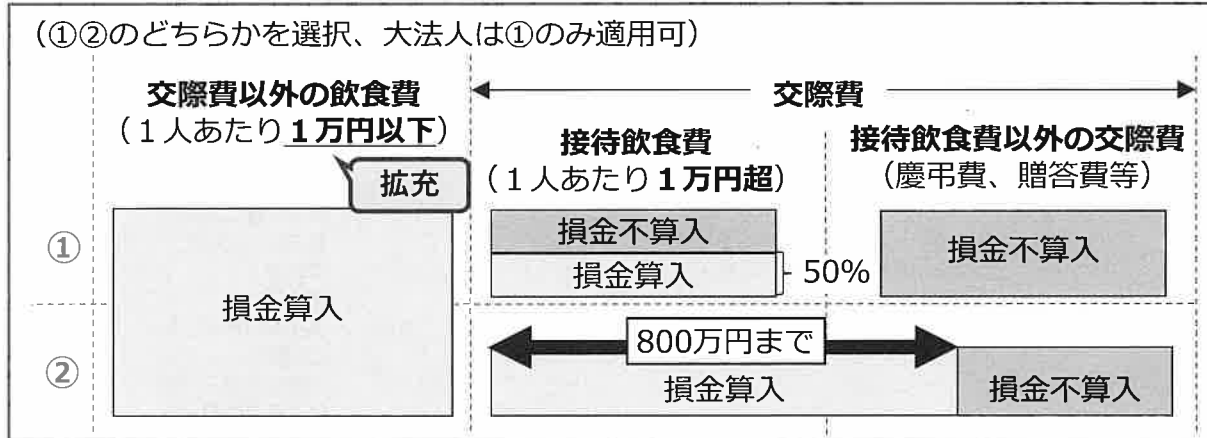 (①②のどちらかを選択、大法人は①のみ適用可)
交際費以外の飲食費
(1人あたり1万円以下)
拡充
交際費
接待飲食費
(1人あたり1万円超)
接待飲食費以外の交際費
(慶弔費、贈答費等)
①
損金算入
損金不算入
損金算入
50%
損金不算入
②
800万円まで
損金算入
損金不算入